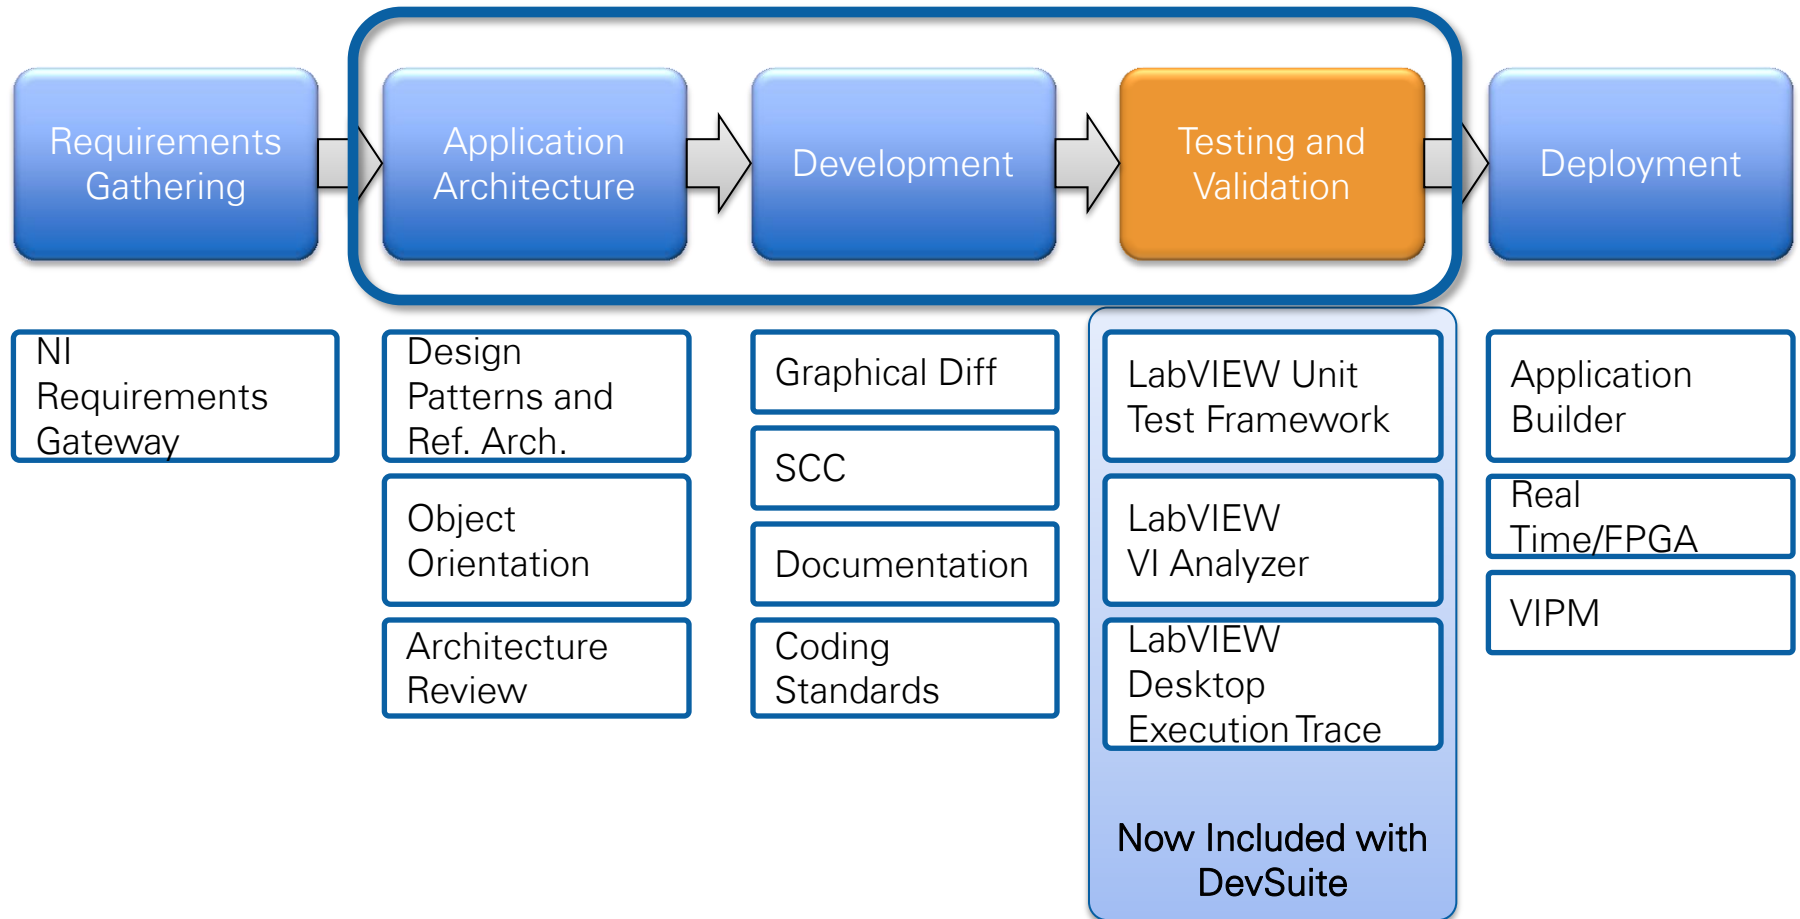 Requirements
Gathering
Application
Architecture
Development
Testing and
Validation
Deployment
NI
Requirements
Gateway
Design
Patterns and
Ref. Arch.
Object
Orientation
Architecture
Review
Graphical Diff
SCC
Documentation
Coding
Standards
LabVIEW Unit
Test Framework
LabVIEW
VI Analyzer
LabVIEW
Desktop
Execution Trace
Now Included with
DevSuite
Application
Builder
Real
Time/FPGA
VIPM